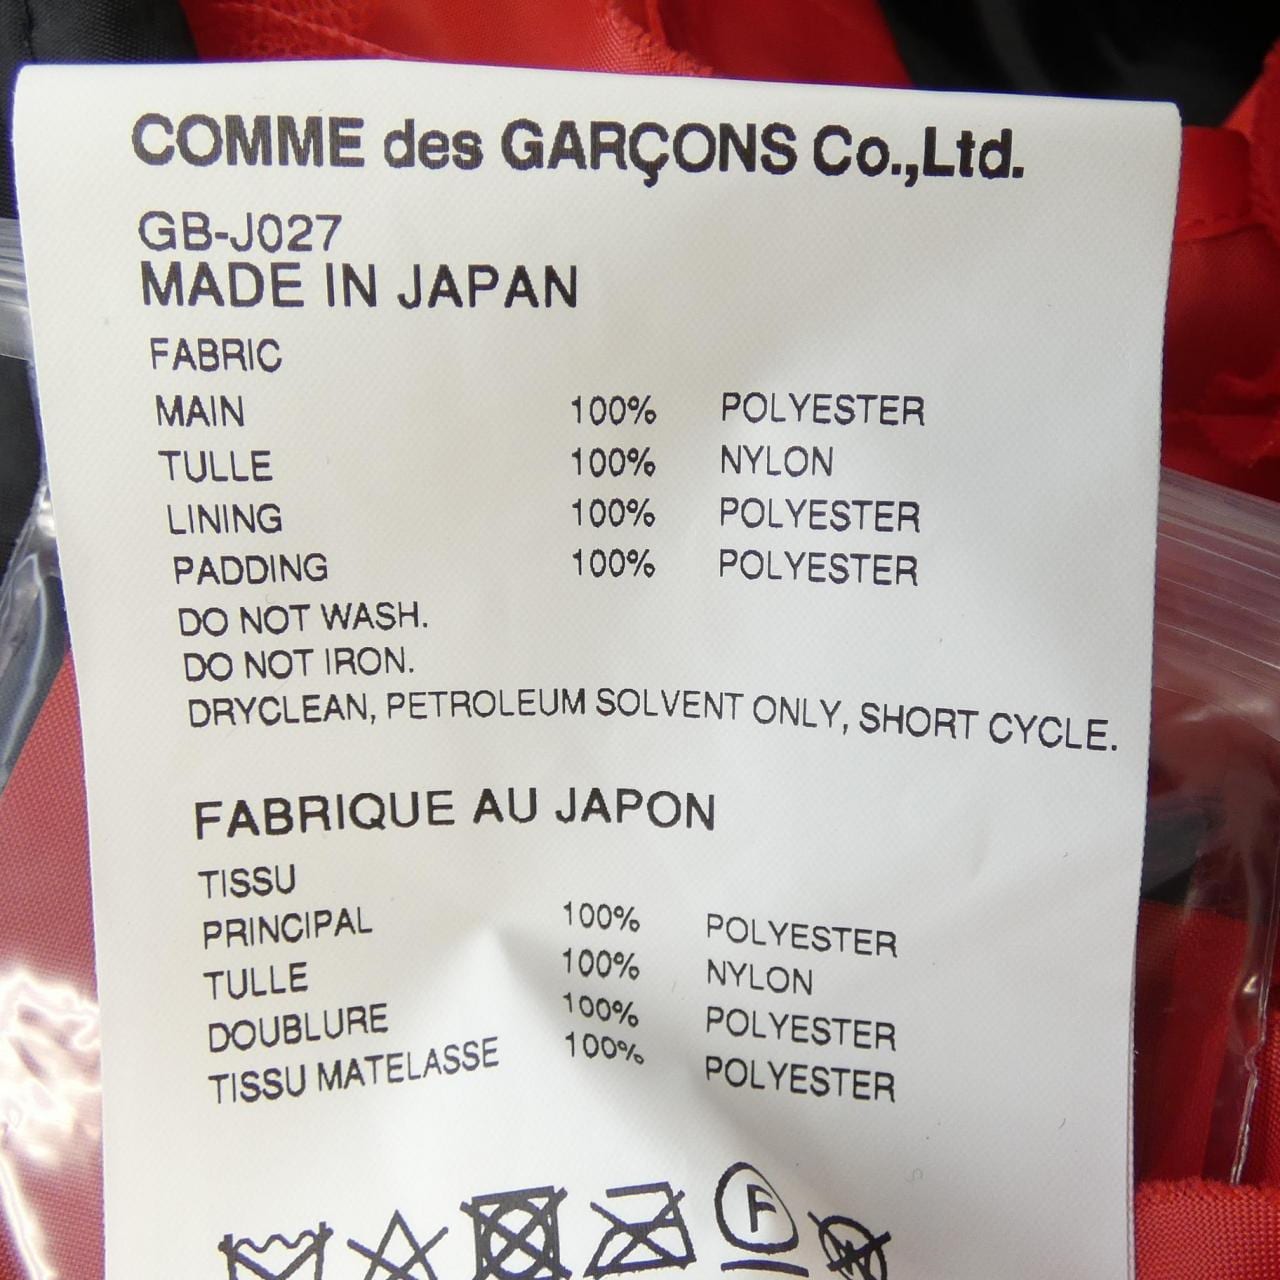 COMME des GARÇONS Co.,Ltd.
GB-J027
MADE IN JAPAN
FABRIC
MAIN 100% POLYESTER
TULLE 100% NYLON
LINING 100% POLYESTER
PADDING 100% POLYESTER
DO NOT WASH.
DO NOT IRON.
DRYCLEAN, PETROLEUM SOLVENT ONLY, SHORT CYCLE.
FABRIQUE AU JAPON
TISSU
PRINCIPAL 100% POLYESTER
TULLE 100% NYLON
DOUBLURE 100% POLYESTER
TISSU MATELASSE 100% POLYESTER
F W